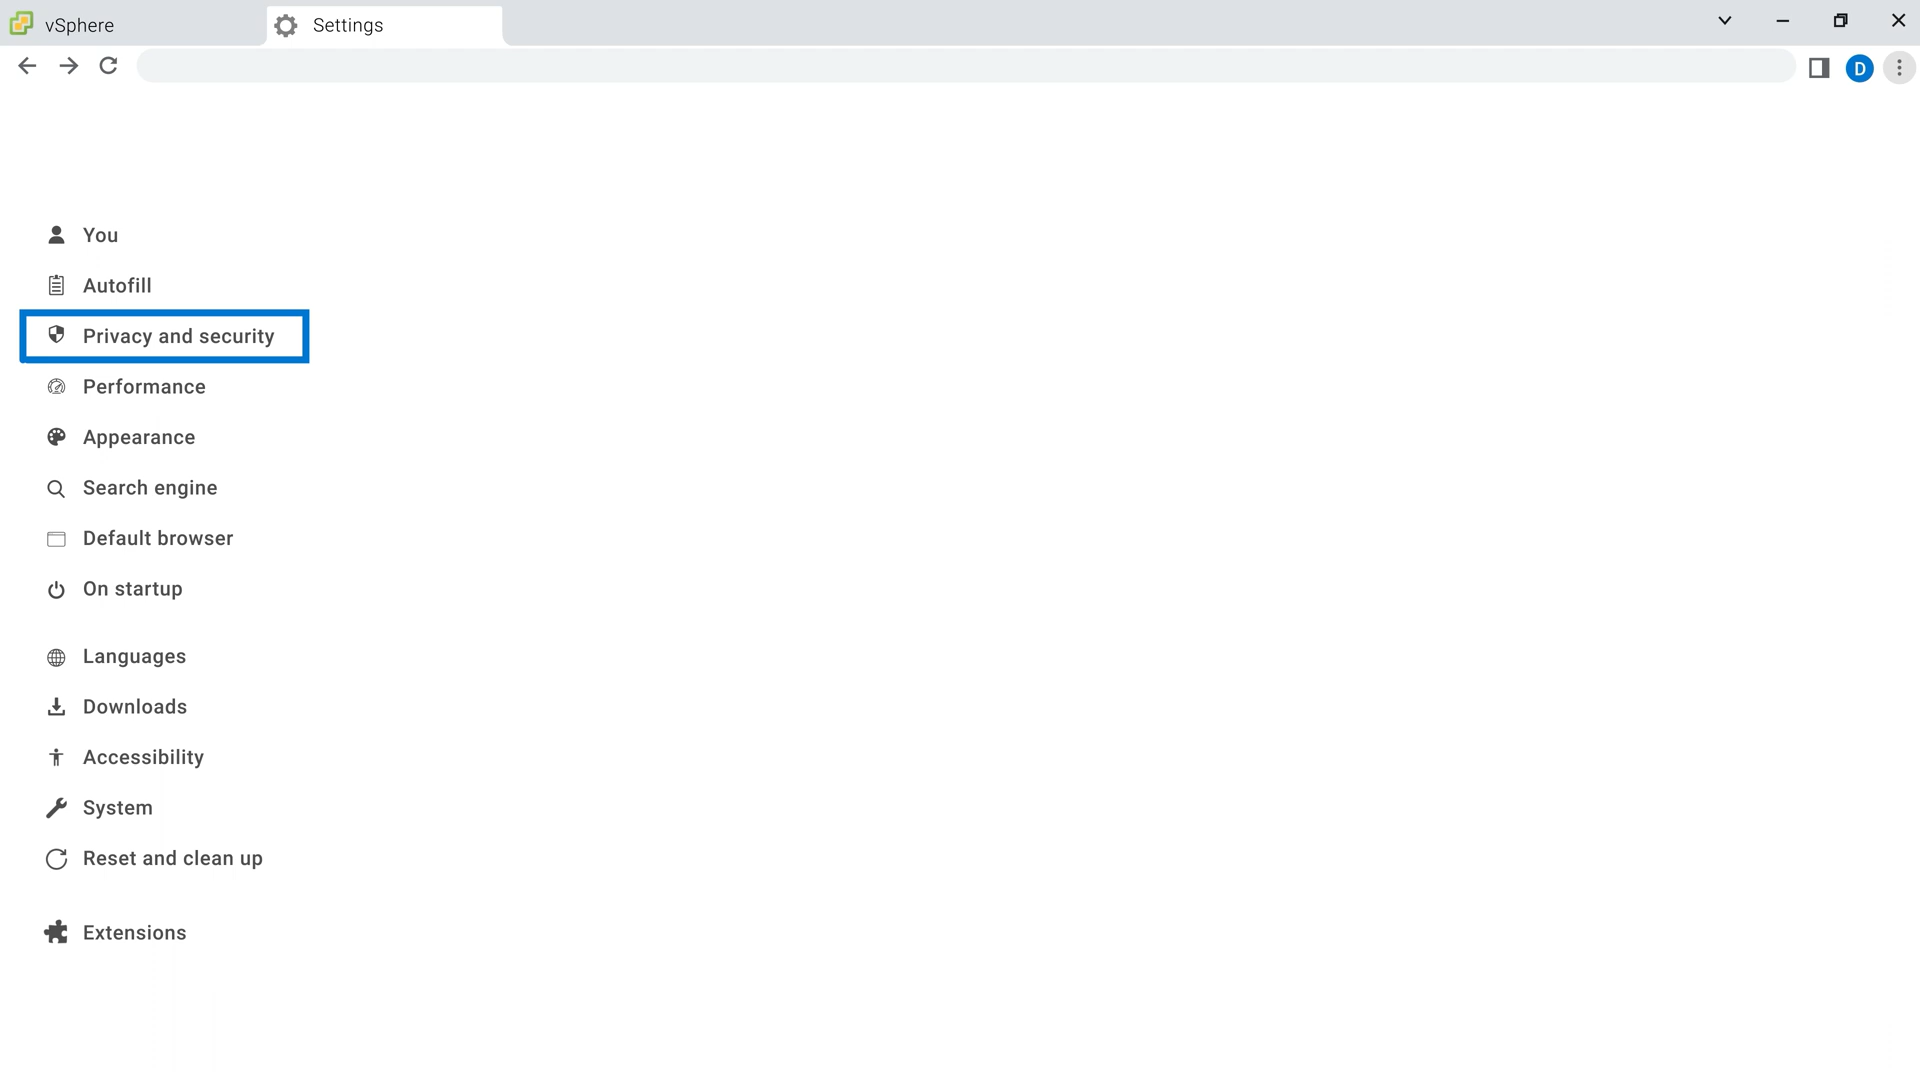 vSphere
Settings
D
You
Autofill
Privacy and security
Performance
Appearance
Search engine
Default browser
On startup
Languages
Downloads
Accessibility
System
Reset and clean up
Extensions